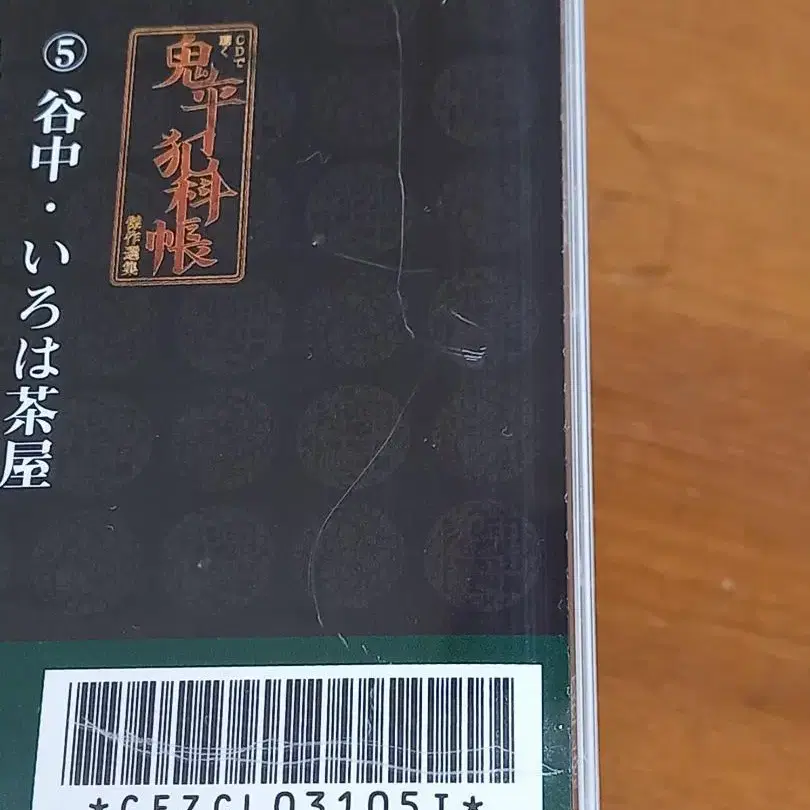 ⑤ 谷中・いろは茶屋
CDで聴く
鬼平
犯科帳
傑作選集
*CFZCL03105T*